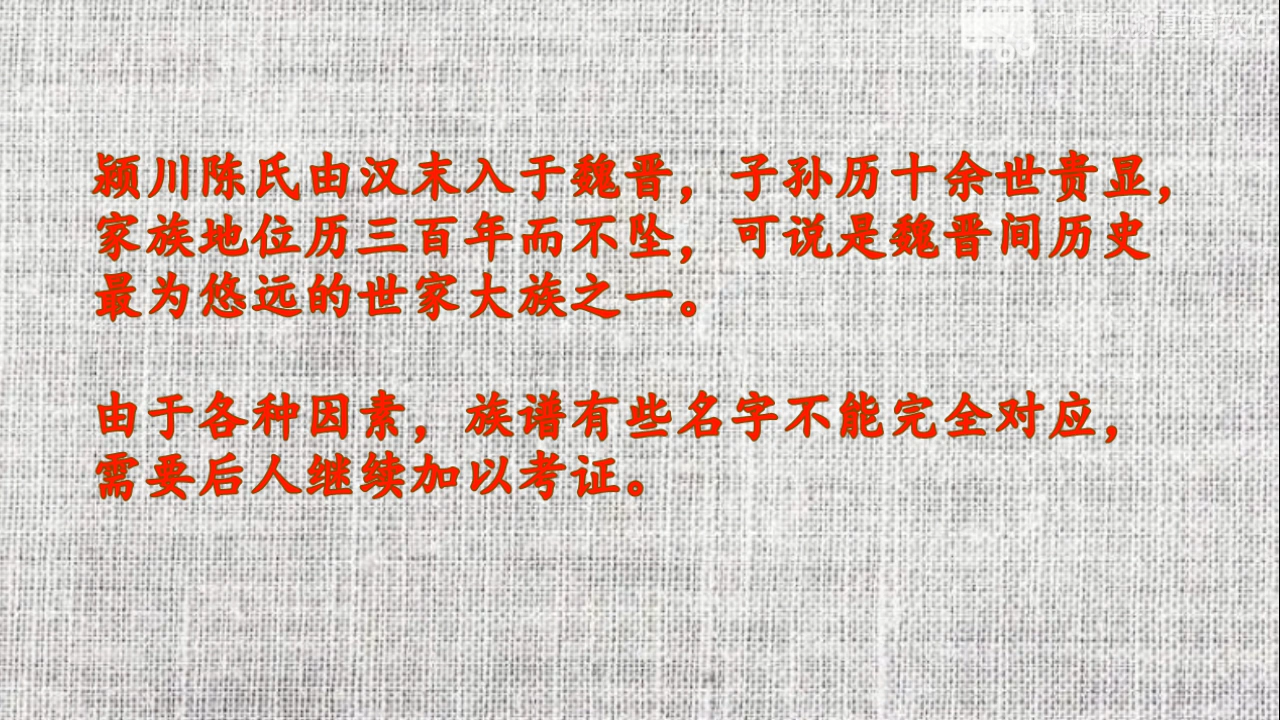 颍川陈氏由汉末入于魏晋，子孙历十余世贵显，
家族地位历三百年而不坠，可说是魏晋间历史
最为悠远的世家大族之一。
由于各种因素，族谱有些名字不能完全对应，
需要后人继续加以考证。